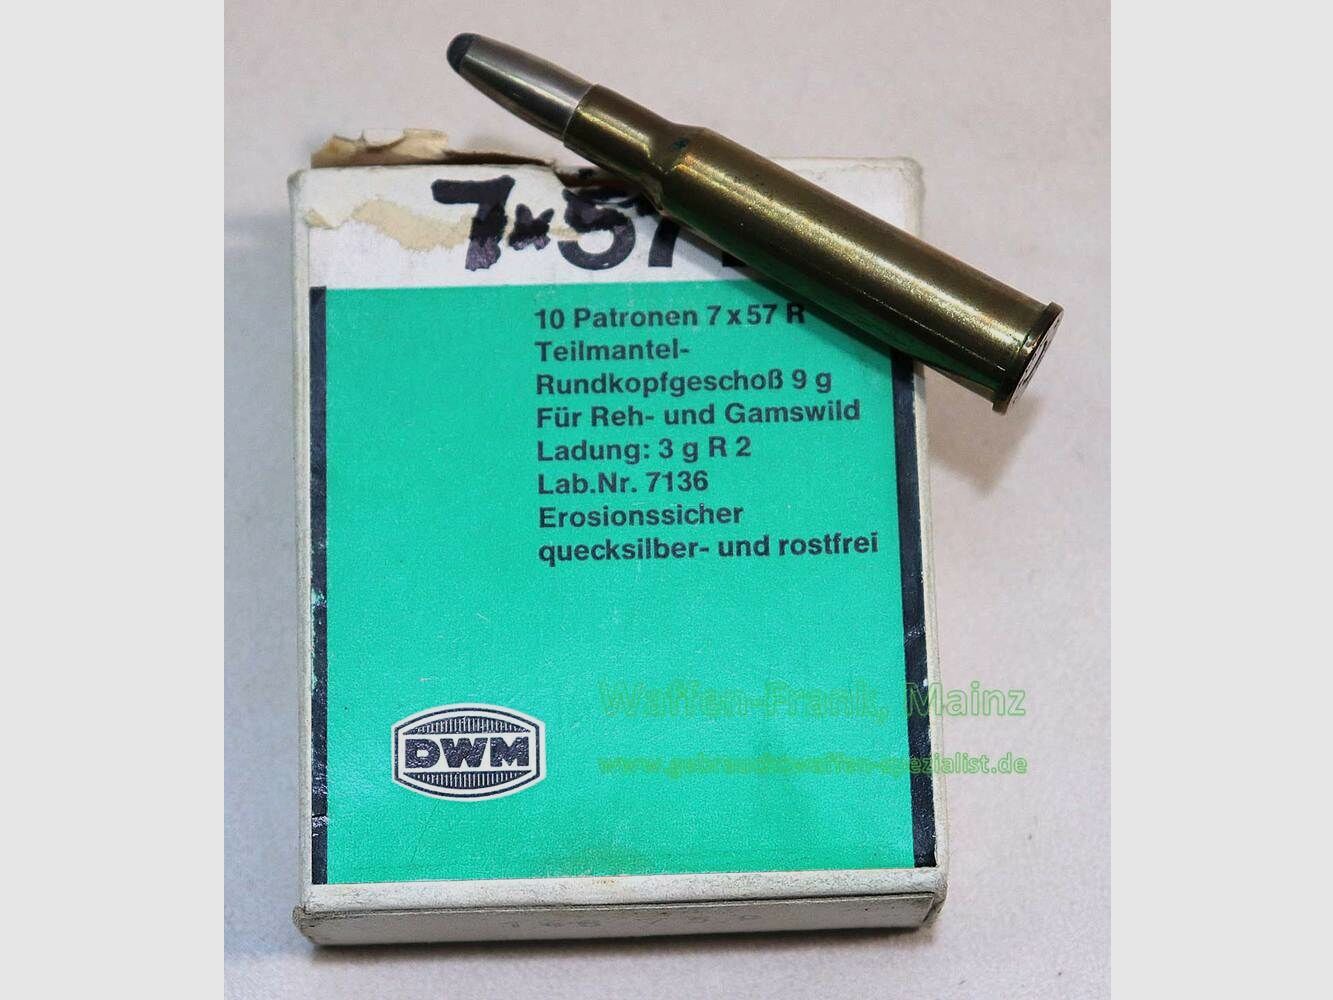 7x57
10 Patronen 7 x 57 R
Teilmantel-
Rundkopfgeschoß 9 g
Für Reh- und Gamswild
Ladung: 3 g R 2
Lab.Nr. 7136
Erosionssicher
quecksilber- und rostfrei
Waffen-Frank, Mainz
DWM
www.gebrauchtwaffen-spezialist.de